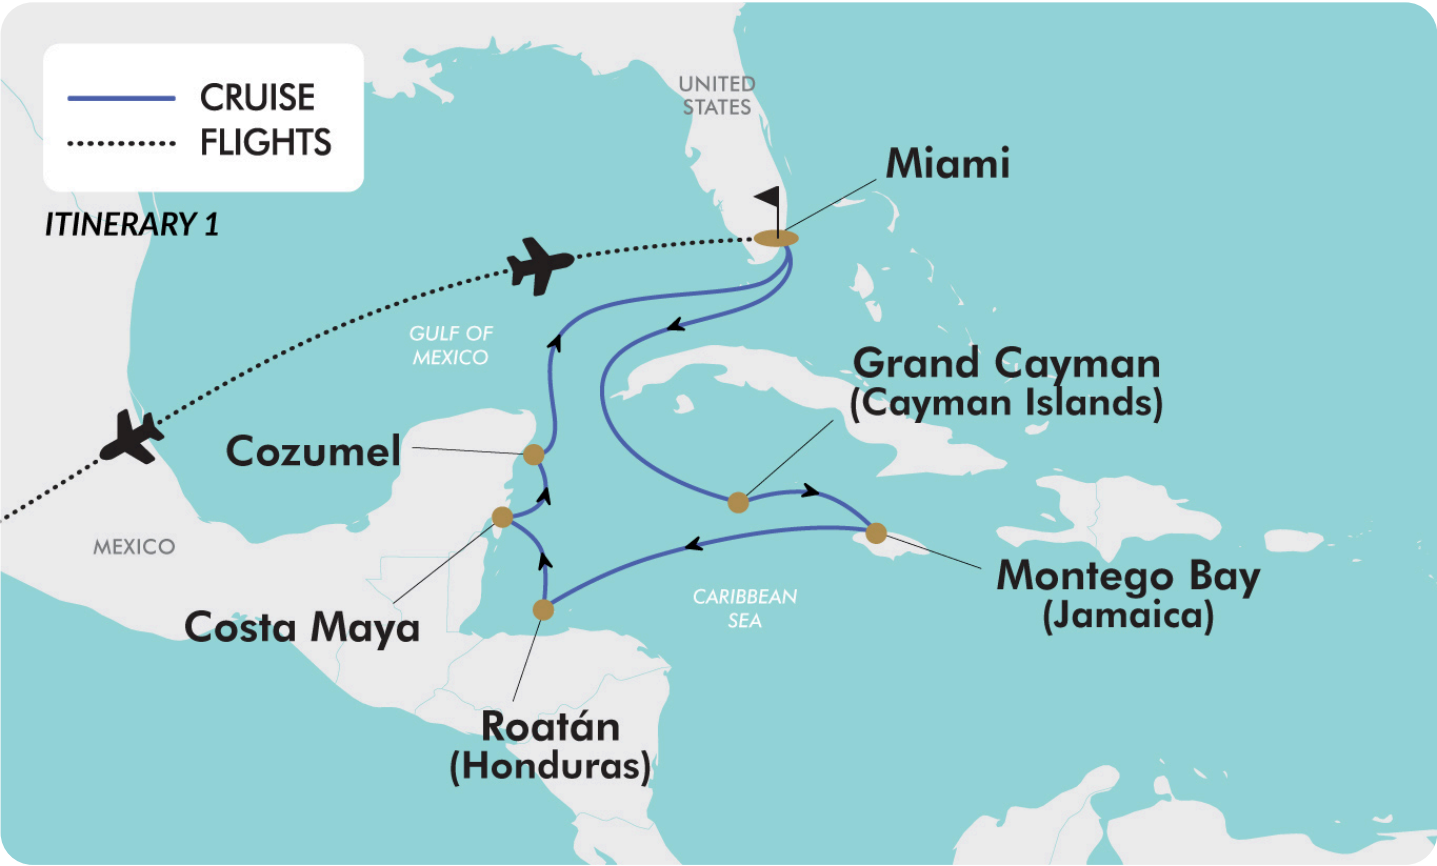 CRUISE
FLIGHTS
ITINERARY 1
UNITED
STATES
Miami
GULF OF
MEXICO
Grand Cayman
(Cayman Islands)
Cozumel
MEXICO
Montego Bay
(Jamaica)
CARIBBEAN
SEA
Costa Maya
Roatán
(Honduras)